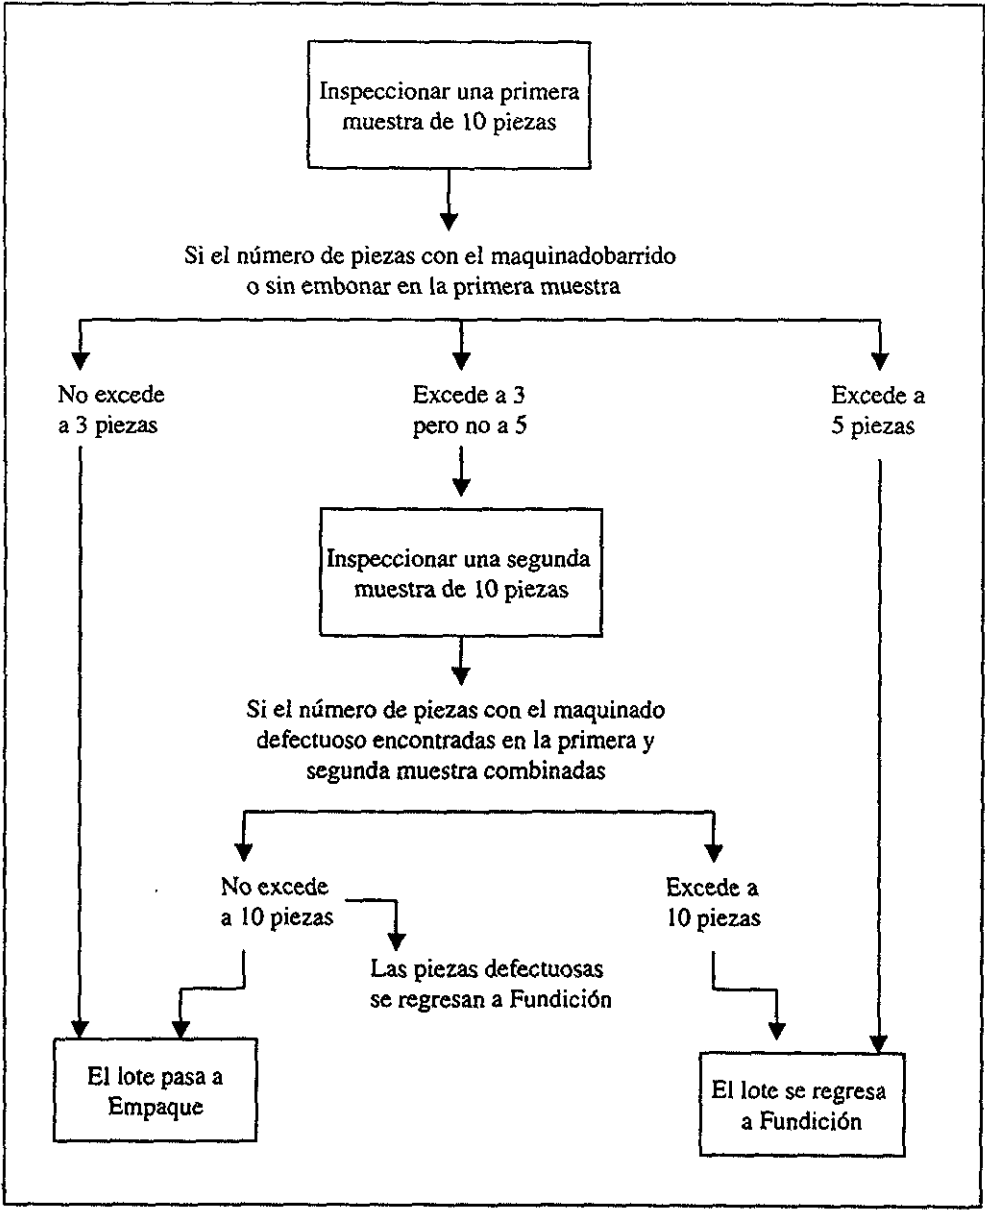 Inspeccionar una primera
muestra de 10 piezas
Si el número de piezas con el maquinadobarrido
o sin embonar en la primera muestra
No excede
a 3 piezas
Excede a 3
pero no a 5
Excede a
5 piezas
Inspeccionar una segunda
muestra de 10 piezas
Si el número de piezas con el maquinado
defectuoso encontradas en la primera y
segunda muestra combinadas
No excede
a 10 piezas
Excede a
10 piezas
Las piezas defectuosas
se regresan a Fundición
El lote pasa a
Empaque
El lote se regresa
a Fundición